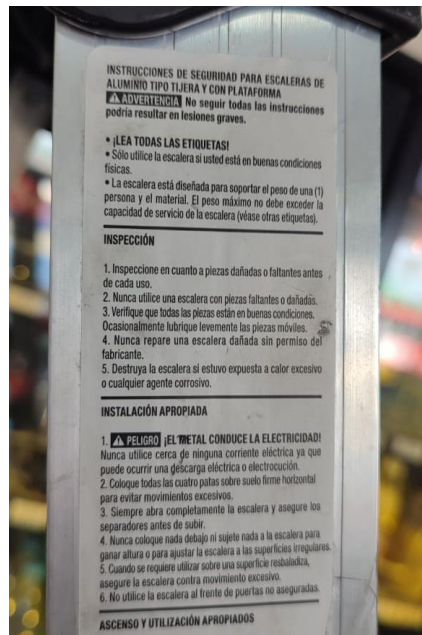 INSTRUCCIONES DE SEGURIDAD PARA ESCALERAS DE
ALUMINIO TIPO TIJERA Y CON PLATAFORMA
ADVERTENCIA No seguir todas las instrucciones
podría resultar en lesiones graves.
• ¡LEA TODAS LAS ETIQUETAS!
• Sólo utilice la escalera si usted está en buenas condiciones
físicas.
• La escalera está diseñada para soportar el peso de una (1)
persona y el material. El peso máximo no debe exceder la
capacidad de servicio de la escalera (véase otras etiquetas).
INSPECCIÓN
1. Inspeccione en cuanto a piezas dañadas o faltantes antes
de cada uso.
2. Nunca utilice una escalera con piezas faltantes o dañadas.
3. Verifique que todas las piezas están en buenas condiciones.
Ocasionalmente lubrique levemente las piezas móviles.
4. Nunca repare una escalera dañada sin permiso del
fabricante.
5. Destruya la escalera si estuvo expuesta a calor excesivo
o cualquier agente corrosivo.
INSTALACIÓN APROPIADA
1. PELIGRO ¡EL METAL CONDUCE LA ELECTRICIDAD!
Nunca utilice cerca de ninguna corriente eléctrica ya que
puede ocurrir una descarga eléctrica o electrocución.
2. Coloque todas las cuatro patas sobre suelo firme horizontal
para evitar movimientos excesivos.
3. Siempre abra completamente la escalera y asegure los
separadores antes de subir.
4. Nunca coloque nada debajo ni sujete nada a la escalera para
ganar altura o para ajustar la escalera a las superficies irregulares.
5. Cuando se requiere utilizar sobre una superficie resbaladiza,
asegure la escalera contra movimiento excesivo.
6. No utilice la escalera al frente de puertas no aseguradas.
ASCENSO Y UTILIZACIÓN APROPIADOS